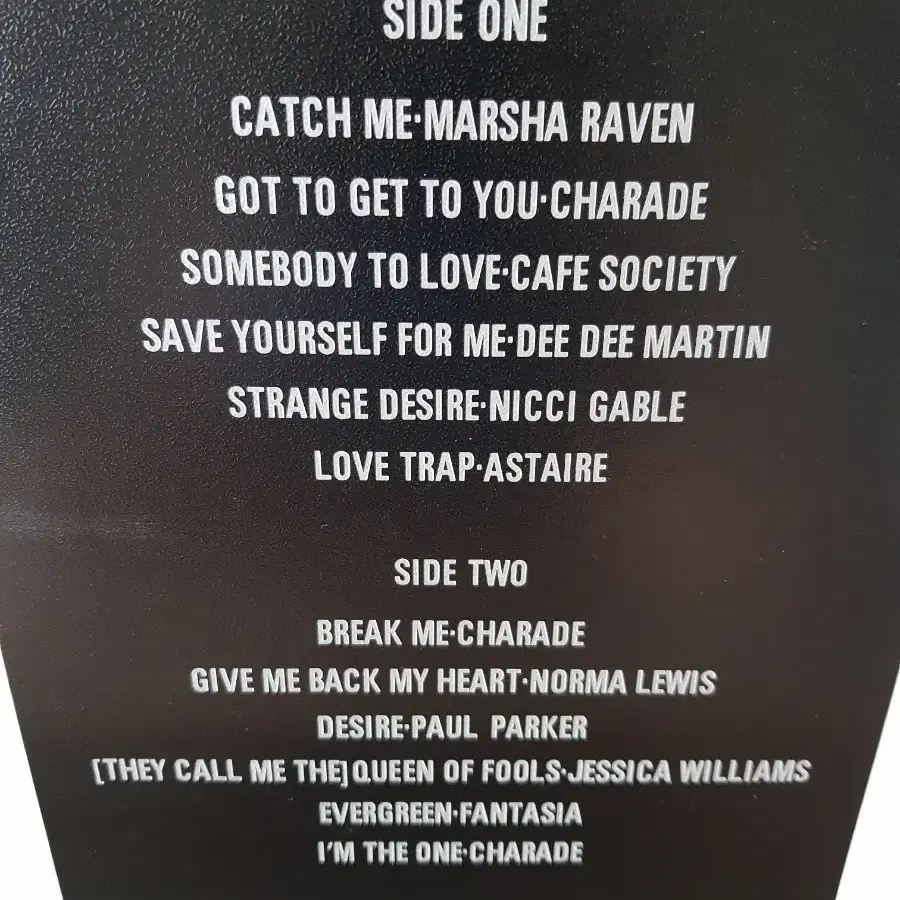 SIDE ONE
CATCH ME·MARSHA RAVEN
GOT TO GET TO YOU·CHARADE
SOMEBODY TO LOVE·CAFE SOCIETY
SAVE YOURSELF FOR ME·DEE DEE MARTIN
STRANGE DESIRE·NICCI GABLE
LOVE TRAP·ASTAIRE
SIDE TWO
BREAK ME·CHARADE
GIVE ME BACK MY HEART·NORMA LEWIS
DESIRE·PAUL PARKER
[THEY CALL ME THE] QUEEN OF FOOLS·JESSICA WILLIAMS
EVERGREEN·FANTASIA
I'M THE ONE·CHARADE